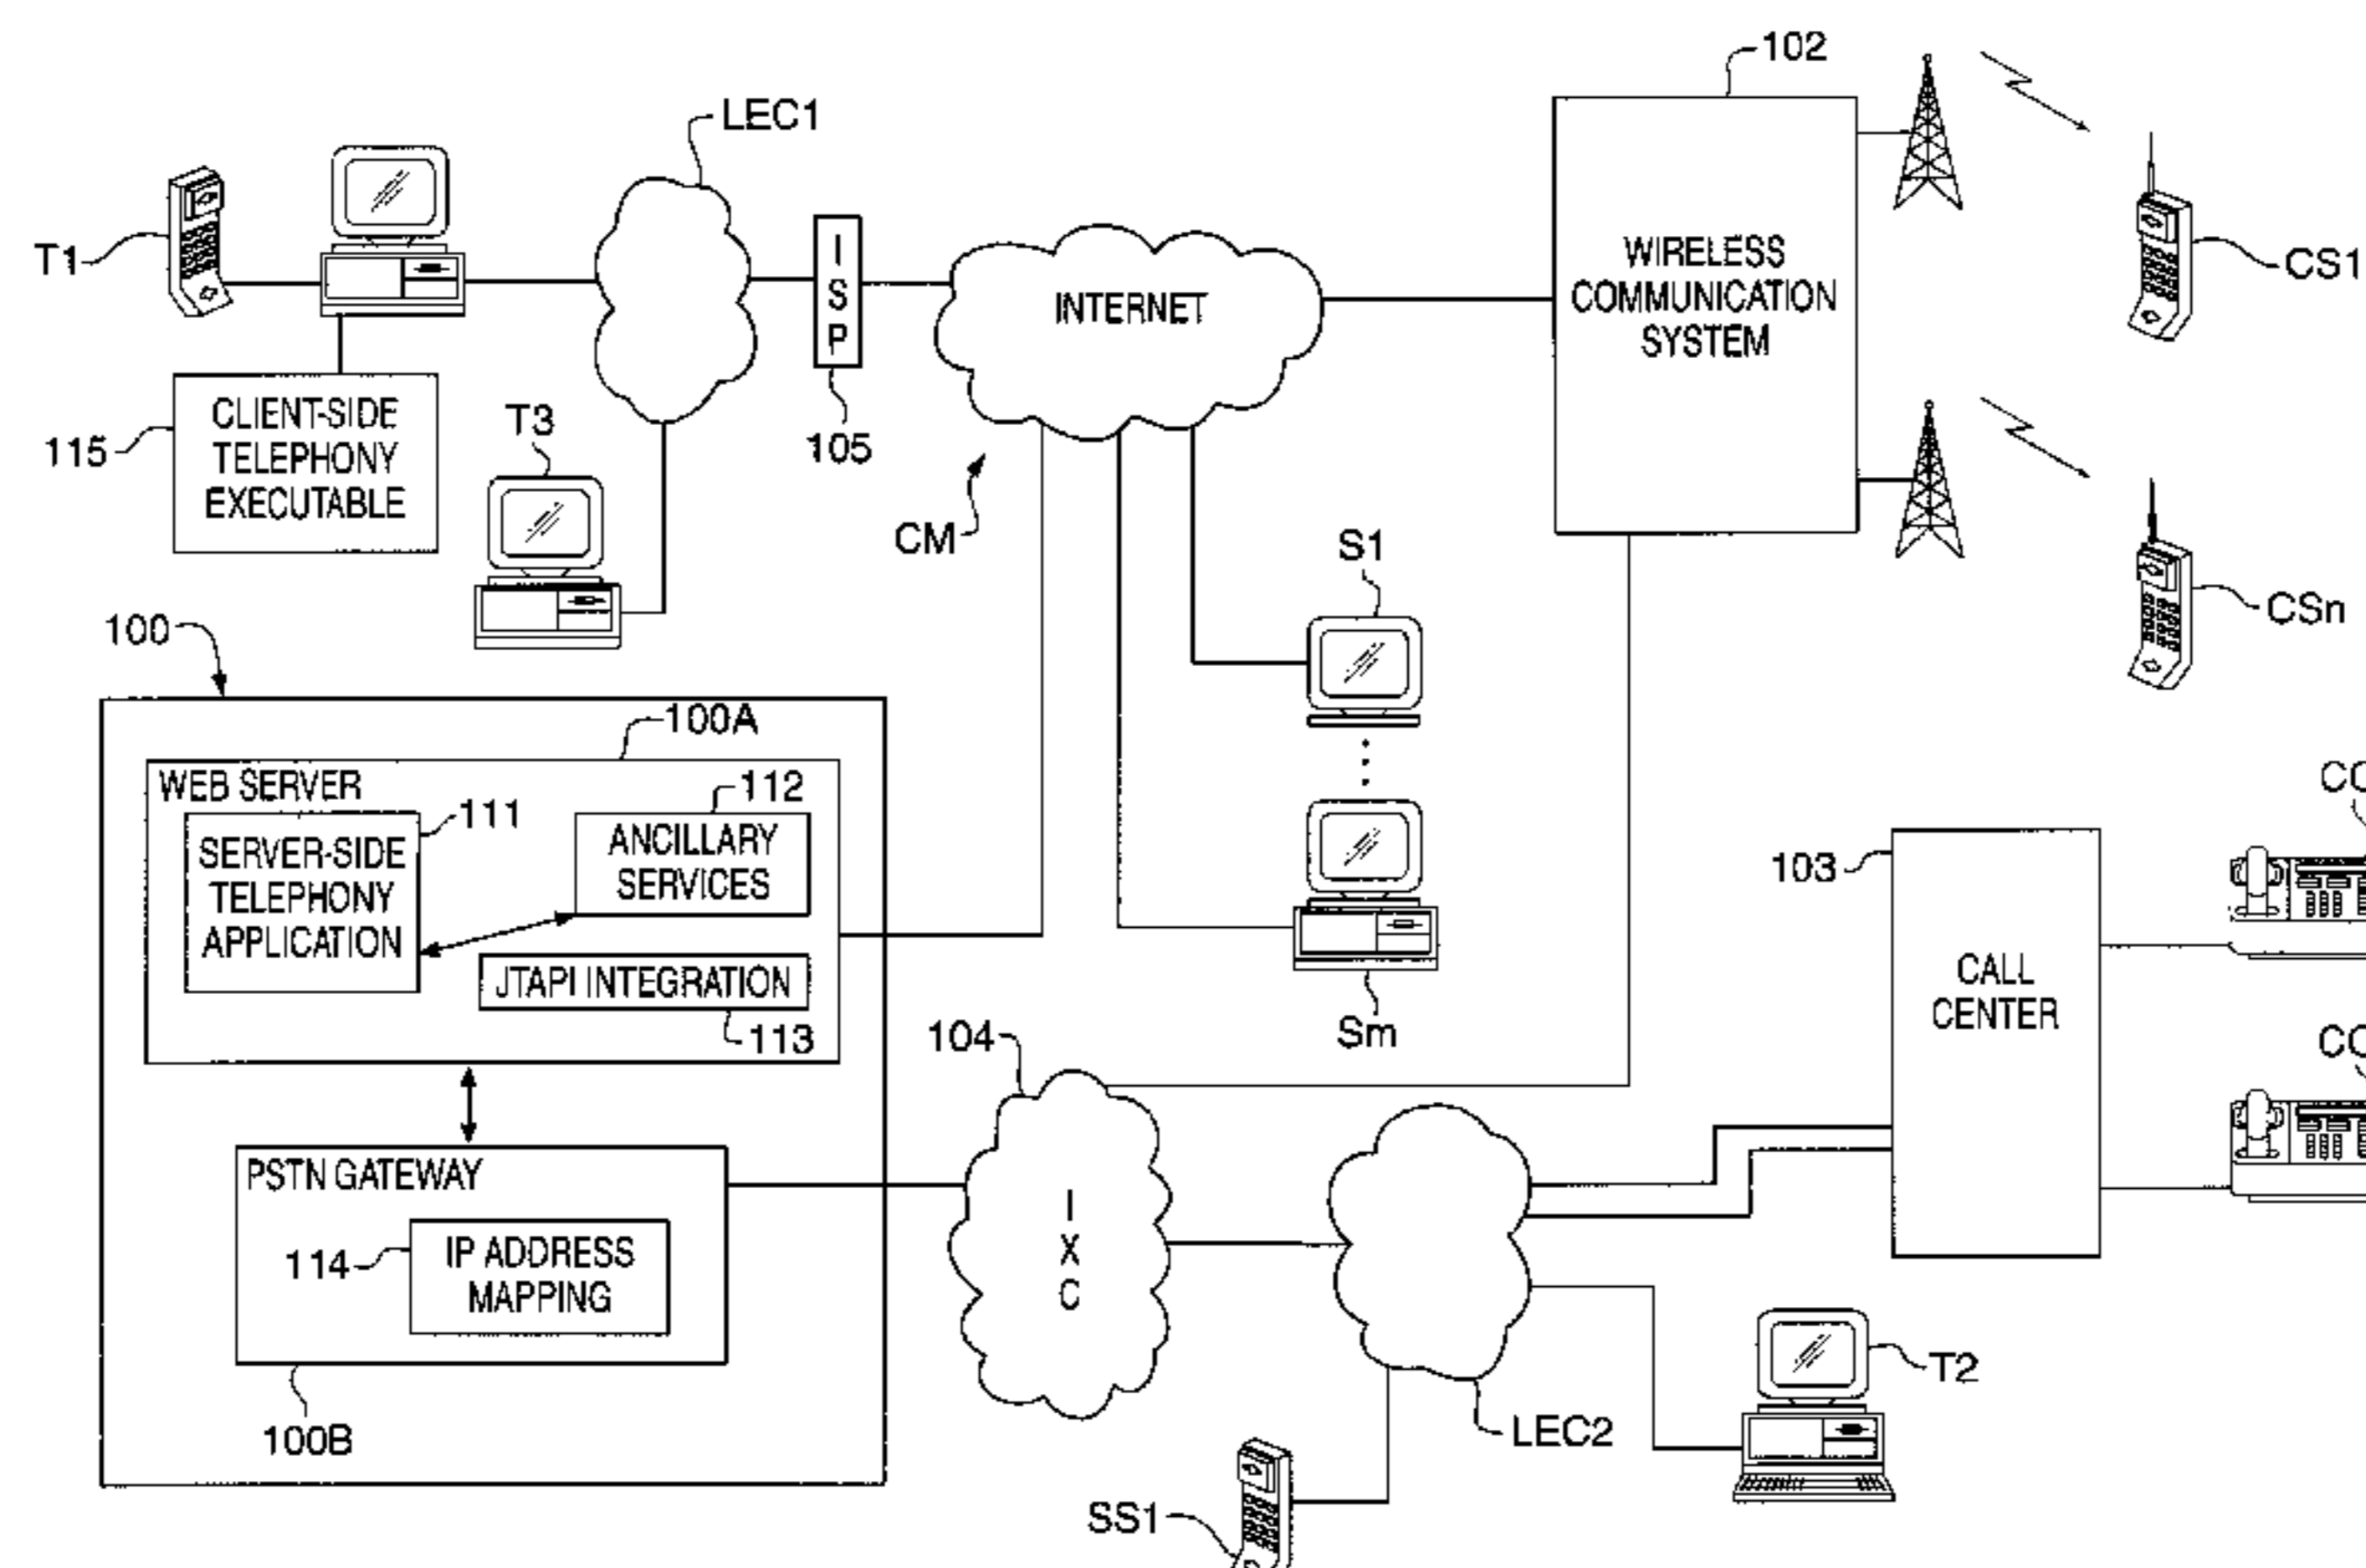 102
LEC1
T1
I
S
P
INTERNET
WIRELESS
COMMUNICATION
SYSTEM
CS1
CLIENT-SIDE
TELEPHONY
EXECUTABLE
115
T3
105
CM
S1
CSn
100
100A
WEB SERVER
111
112
SERVER-SIDE
TELEPHONY
APPLICATION
ANCILLARY
SERVICES
JTAPI INTEGRATION
113
Sm
103
CALL
CENTER
104
PSTN GATEWAY
114
IP ADDRESS
MAPPING
100B
I
X
C
LEC2
T2
SS1